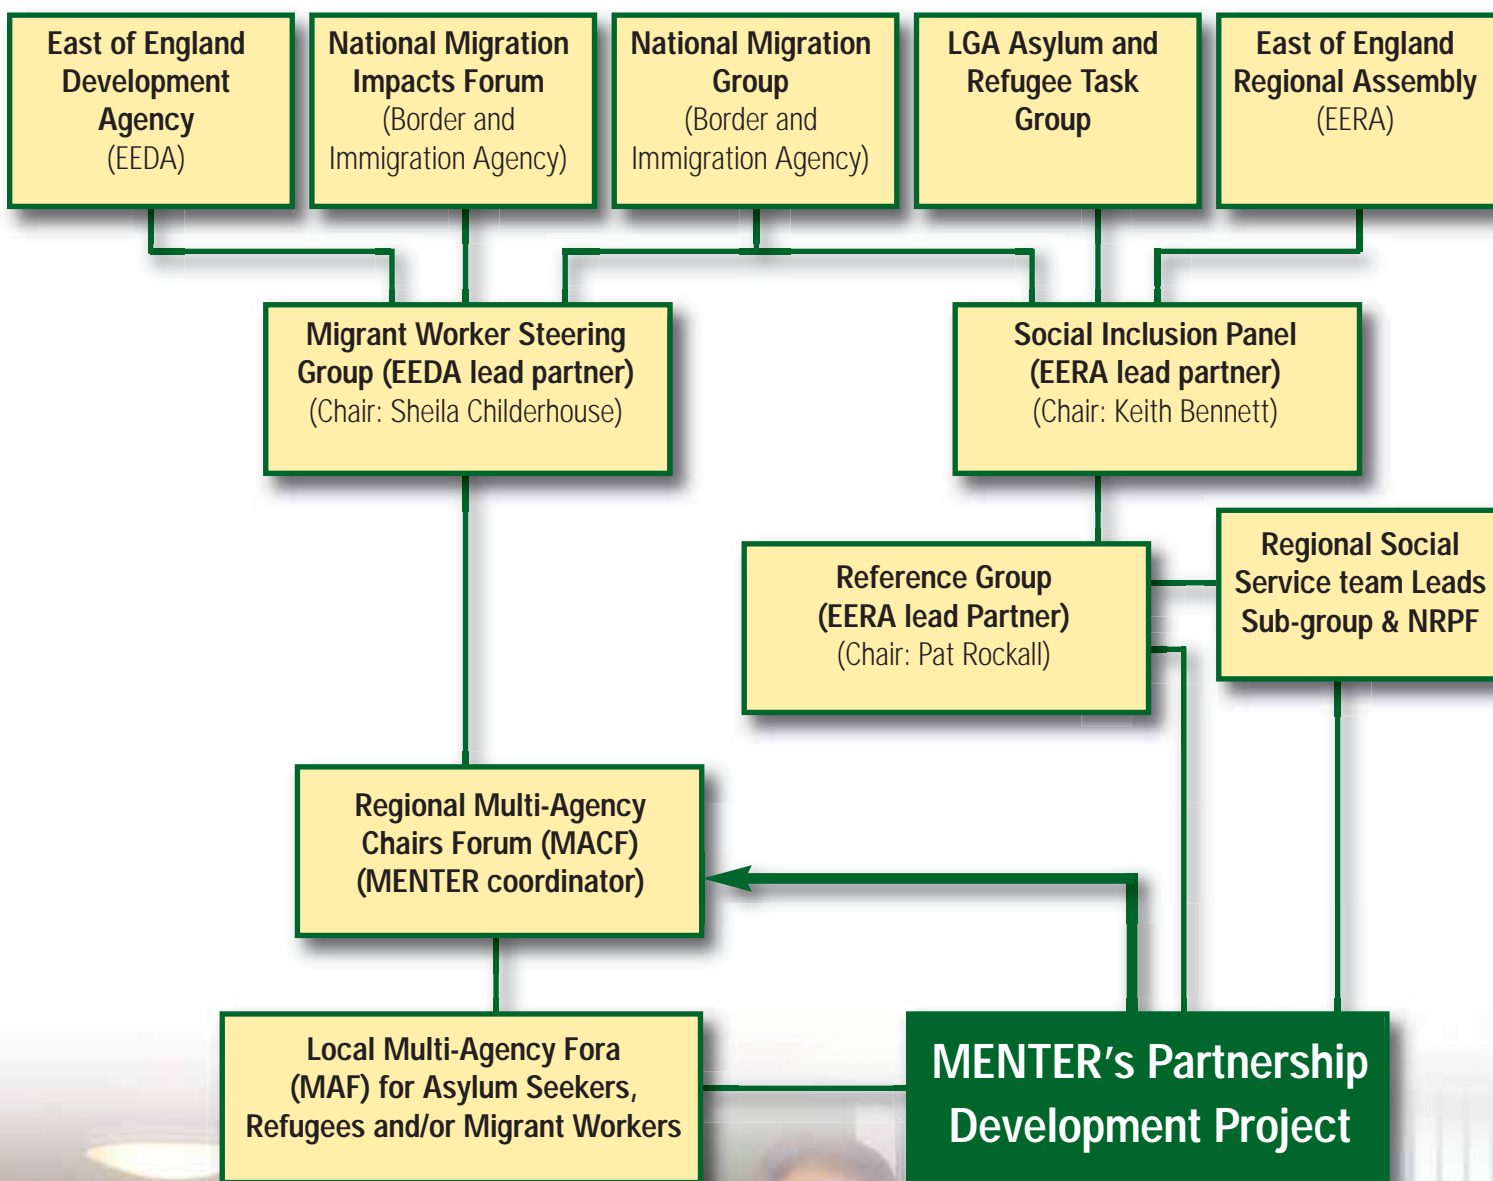 East of England
Development
Agency
(EEDA)
National Migration
Impacts Forum
(Border and
Immigration Agency)
National Migration
Group
(Border and
Immigration Agency)
LGA Asylum and
Refugee Task
Group
East of England
Regional Assembly
(EERA)
Migrant Worker Steering
Group (EEDA lead partner)
(Chair: Sheila Childerhouse)
Social Inclusion Panel
(EERA lead partner)
(Chair: Keith Bennett)
Reference Group
(EERA lead Partner)
(Chair: Pat Rockall)
Regional Social
Service team Leads
Sub-group & NRPF
Regional Multi-Agency
Chairs Forum (MACF)
(MENTER coordinator)
Local Multi-Agency Fora
(MAF) for Asylum Seekers,
Refugees and/or Migrant Workers
MENTER’s Partnership
Development Project